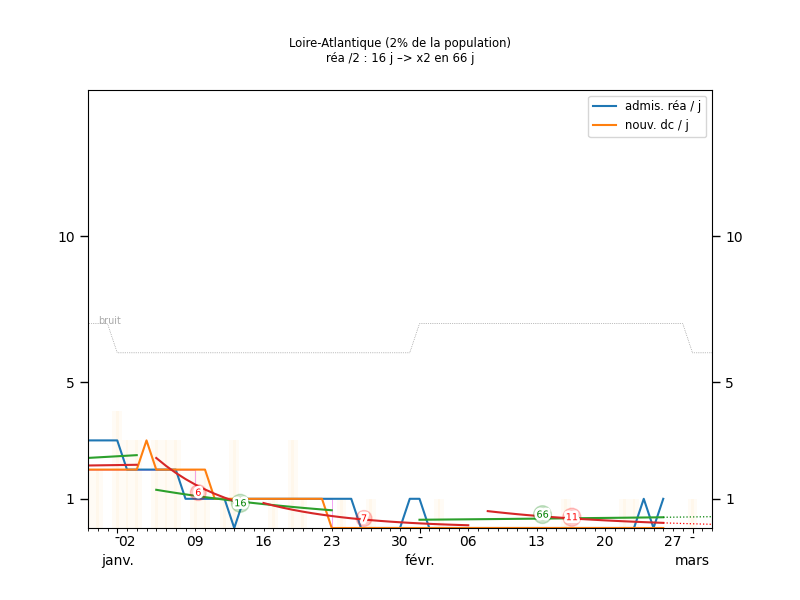 Loire-Atlantique (2% de la population)
réa /2 : 16 j –> x2 en 66 j
admis. réa / j
nouv. dc / j
10 10
bruit
5 5
6 16 7 66 11
1 1
02 09 16 23 30 06 13 20 27
janv. févr. mars